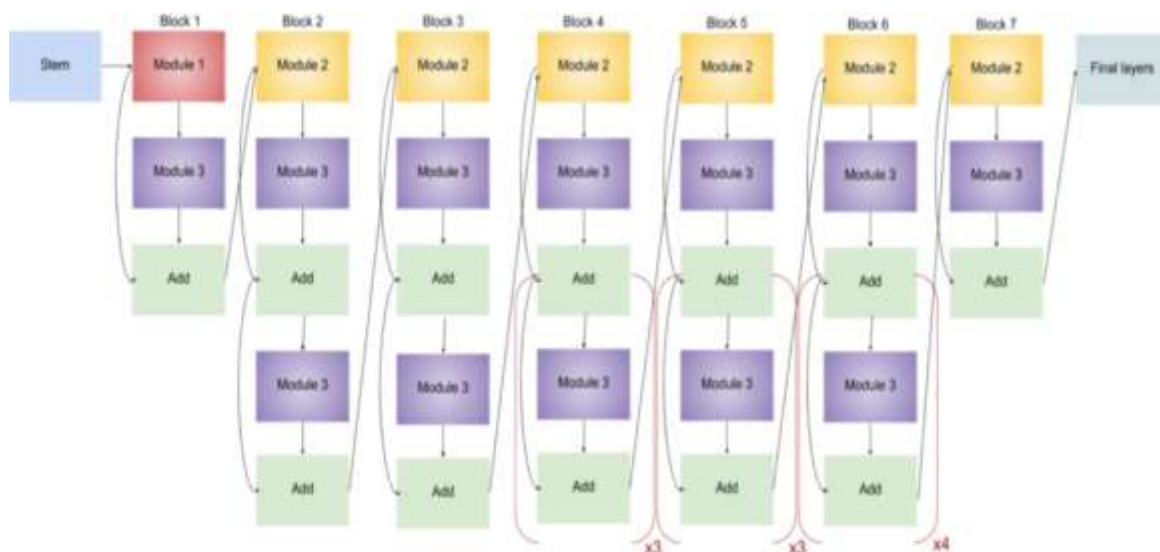 Block 1 Block 2 Block 3 Block 4 Block 5 Block 6 Block 7
Stem Module 1 Module 2 Module 2 Module 2 Module 2 Module 2 Module 2 Final layers
Module 3 Module 3 Module 3 Module 3 Module 3 Module 3 Module 3
Add Add Add Add Add Add Add
Module 3 Module 3 Module 3 Module 3 Module 3
Add Add Add Add Add
x3 x3 x4